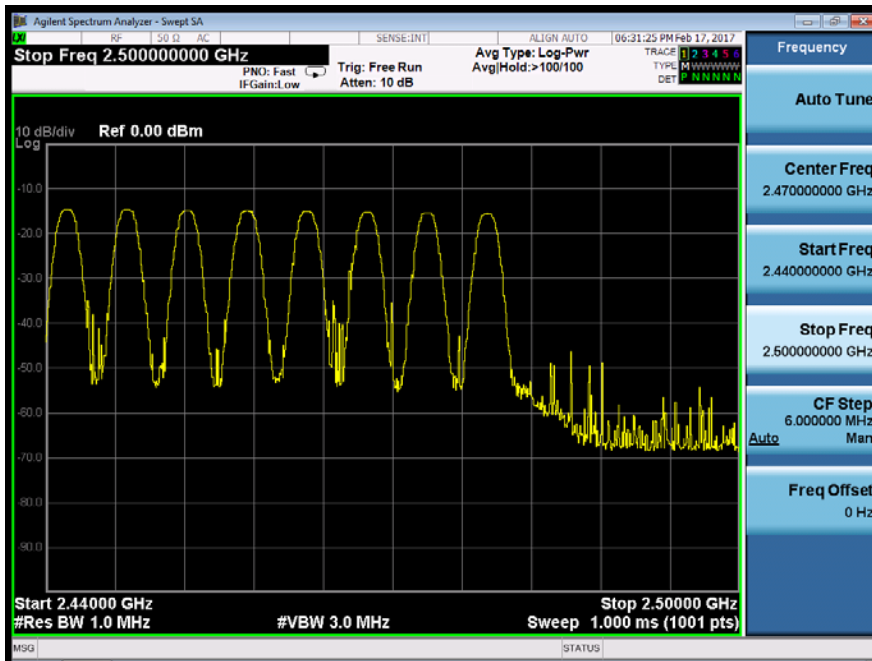 Agilent Spectrum Analyzer - Swept SA
RF 50 Ω AC SENSE:INT ALIGN AUTO 06:31:25 PM Feb 17, 2017
Stop Freq 2.500000000 GHz
PNO: Fast
IFGain:Low
Trig: Free Run
Atten: 10 dB
Avg Type: Log-Pwr
Avg|Hold:>100/100
TRACE 1 2 3 4 5 6
TYPE M WWWWW
DET P N N N N N
10 dB/div Ref 0.00 dBm
Log
-10.0
-20.0
-30.0
-40.0
-50.0
-60.0
-70.0
-80.0
-90.0
Start 2.44000 GHz Stop 2.50000 GHz
#Res BW 1.0 MHz #VBW 3.0 MHz Sweep 1.000 ms (1001 pts)
MSG STATUS
Frequency
Auto Tune
Center Freq
2.470000000 GHz
Start Freq
2.440000000 GHz
Stop Freq
2.500000000 GHz
CF Step
6.000000 MHz
Auto Man
Freq Offset
0 Hz